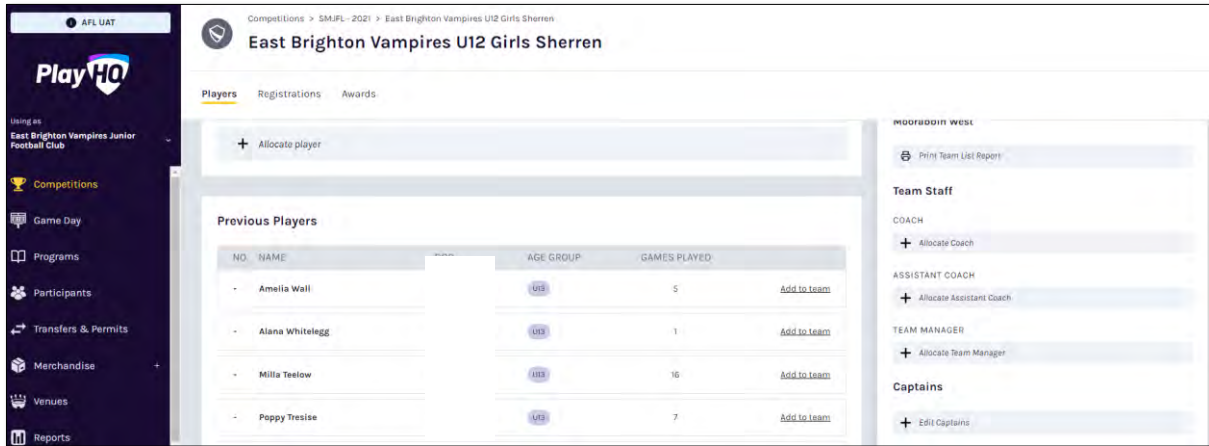 AFL UAT
PlayHQ
Using as
East Brighton Vampires Junior
Football Club
Competitions
Game Day
Programs
Participants
Transfers & Permits
Merchandise +
Venues
Reports
Competitions > SMJFL - 2021 > East Brighton Vampires U12 Girls Sherren
East Brighton Vampires U12 Girls Sherren
Players Registrations Awards
+ Allocate player
Previous Players
NO. NAME DOB AGE GROUP GAMES PLAYED
- Amelia Wall U13 5 Add to team
- Alana Whitelegg U13 1 Add to team
- Milla Teelow U13 16 Add to team
- Poppy Tresise U13 7 Add to team
Moorabbin West
Print Team List Report
Team Staff
COACH
+ Allocate Coach
ASSISTANT COACH
+ Allocate Assistant Coach
TEAM MANAGER
+ Allocate Team Manager
Captains
+ Edit Captains